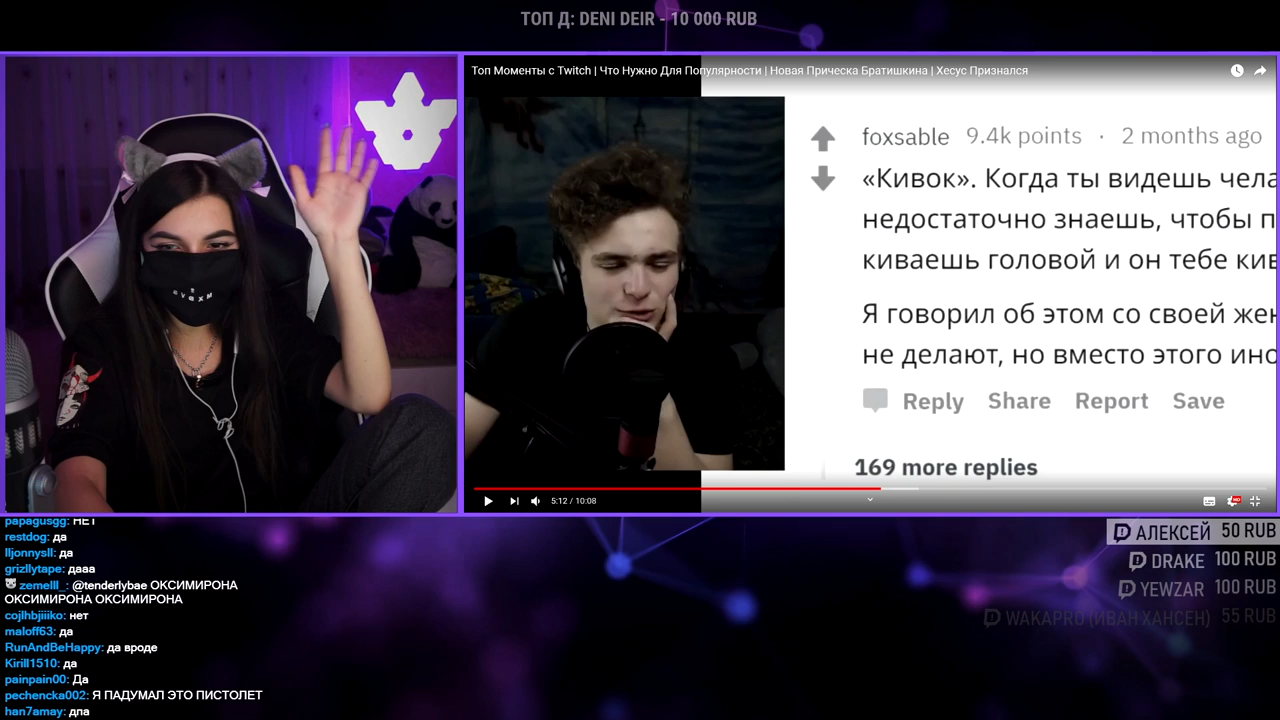 ТОП Д: DENI DEIR - 10 000 RUB
Топ Моменты с Twitch | Что Нужно Для Популярности | Новая Прическа Братишкина | Хесус Признался
foxsable 9.4k points · 2 months ago
«Кивок». Когда ты видешь чела
недостаточно знаешь, чтобы п
киваешь головой и он тебе кив
Я говорил об этом со своей жен
не делают, но вместо этого ино
Reply Share Report Save
169 more replies
5:12 / 10:08
HD
papagusgg: НЕТ
restdog: да
lljonnysll: да
grizllytape: дааа
zemelll_: @tenderlybae ОКСИМИРОНА
ОКСИМИРОНА ОКСИМИРОНА
cojlhbjiiiko: нет
maloff63: да
RunAndBeHappy: да вроде
Kirill1510: да
painpain00: Да
pechencka002: Я ПАДУМАЛ ЭТО ПИСТОЛЕТ
han7amay: дпа
АЛЕКСЕЙ 50 RUB
DRAKE 100 RUB
YEWZAR 100 RUB
WAKAPRO (ИВАН ХАНСЕН) 55 RUB